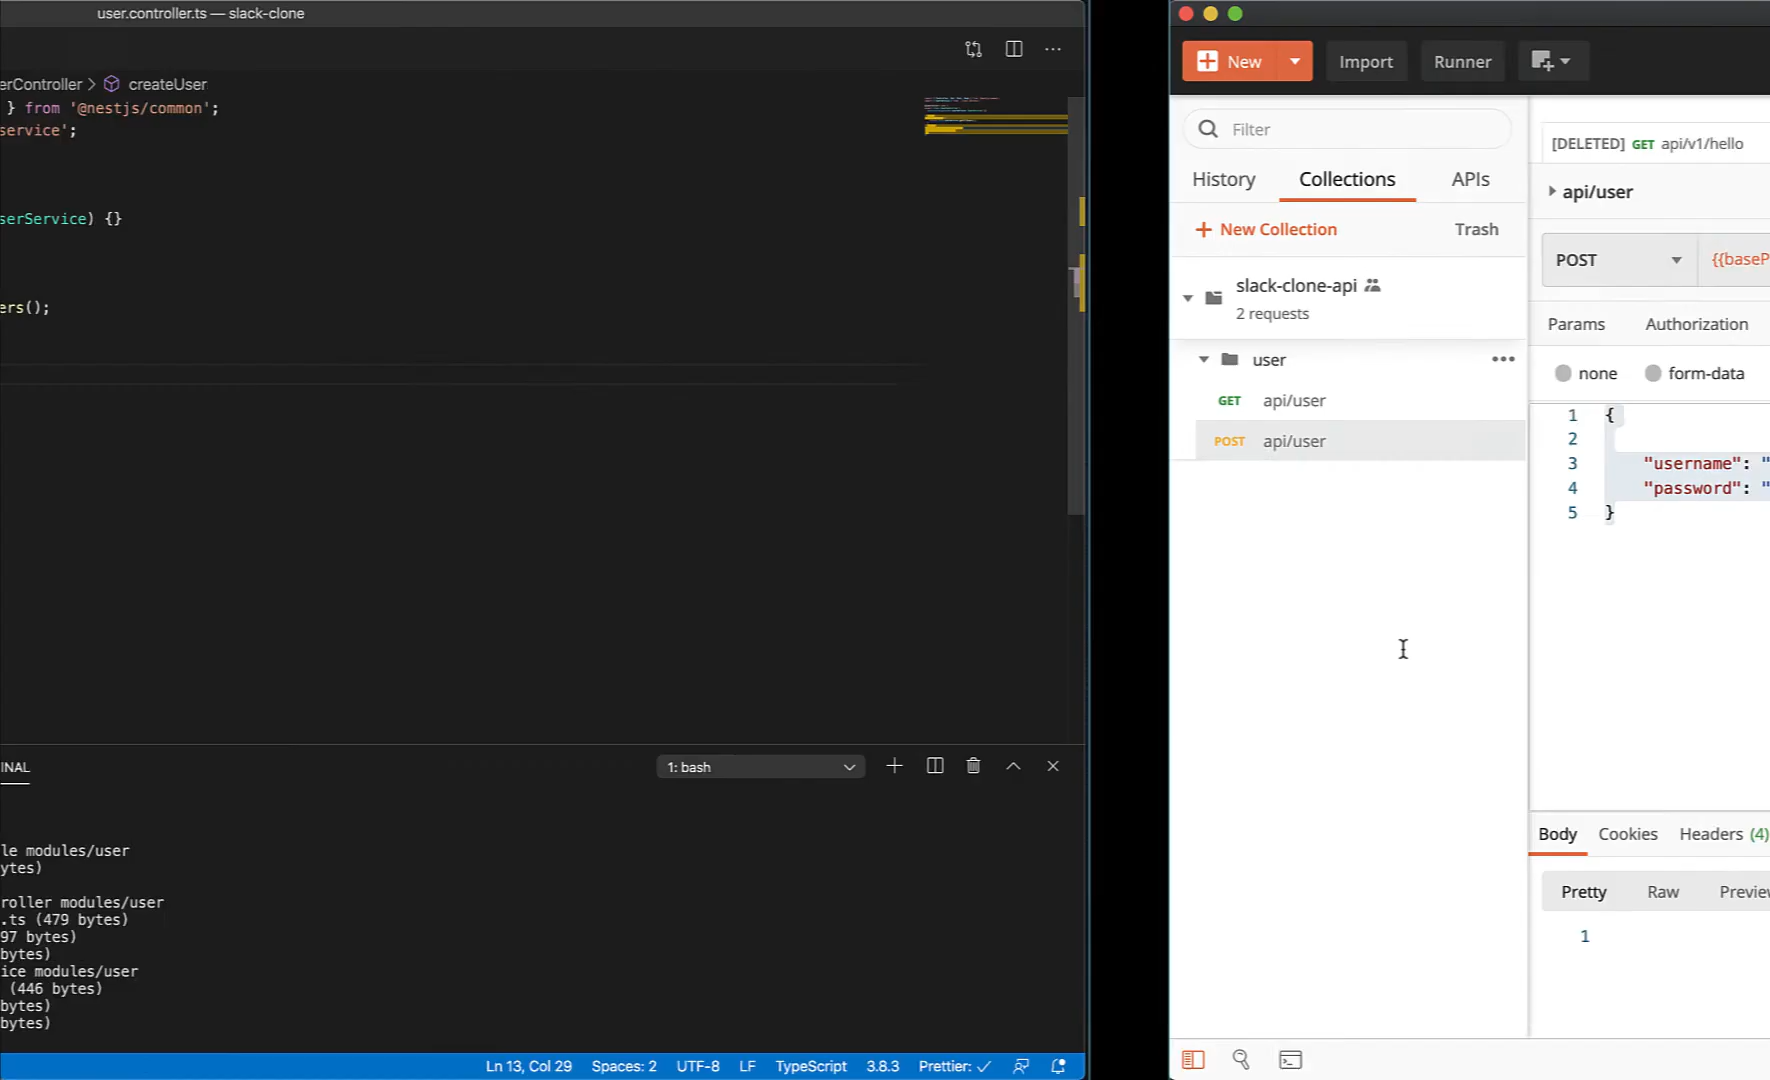 user.controller.ts — slack-clone
erController > createUser
} from '@nestjs/common';
service';
serService) {}
ers();
INAL
1: bash
le modules/user
ytes)
roller modules/user
.ts (479 bytes)
97 bytes)
bytes)
ice modules/user
(446 bytes)
bytes)
bytes)
Ln 13, Col 29
Spaces: 2
UTF-8
LF
TypeScript
3.8.3
Prettier: ✓
New
Import
Runner
Filter
History
Collections
APIs
+ New Collection
Trash
slack-clone-api
2 requests
user
GET api/user
POST api/user
[DELETED] GET api/v1/hello
api/user
POST
{{baseP
Params
Authorization
none
form-data
1 {
2
3 "username": "
4 "password": "
5 }
Body
Cookies
Headers (4)
Pretty
Raw
Preview
1